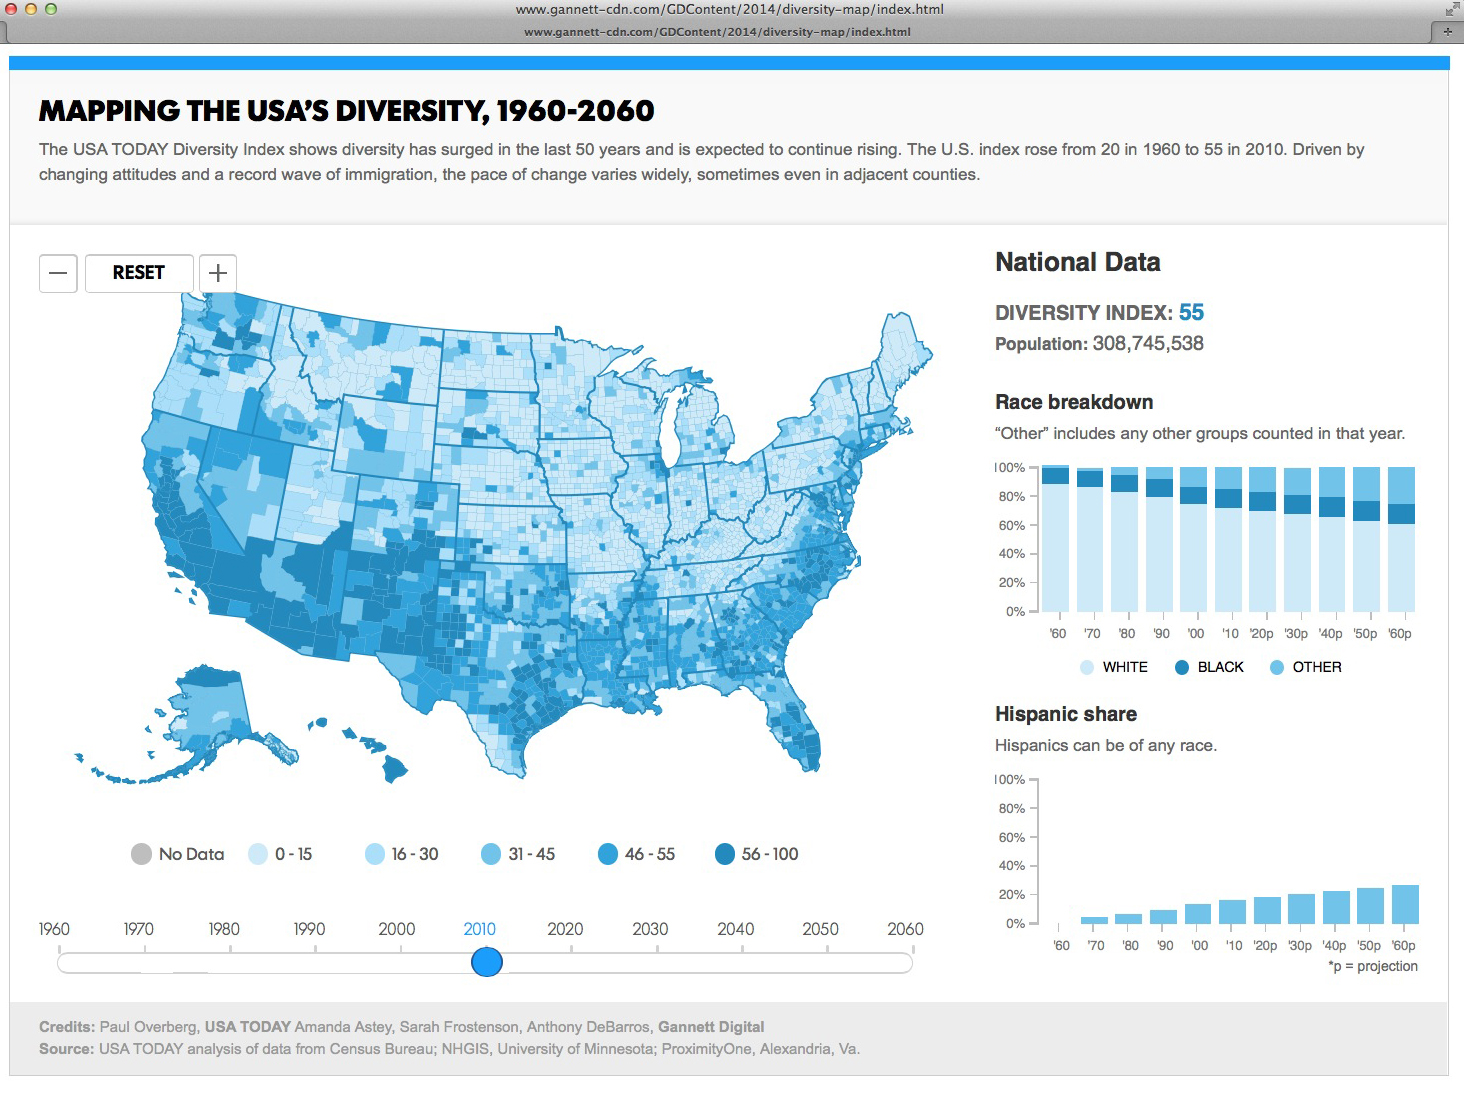 www.gannett-cdn.com/GDContent/2014/diversity-map/index.html
www.gannett-cdn.com/GDContent/2014/diversity-map/index.html
MAPPING THE USA'S DIVERSITY, 1960-2060
The USA TODAY Diversity Index shows diversity has surged in the last 50 years and is expected to continue rising. The U.S. index rose from 20 in 1960 to 55 in 2010. Driven by
changing attitudes and a record wave of immigration, the pace of change varies widely, sometimes even in adjacent counties.
— RESET +
No Data 0 - 15 16 - 30 31 - 45 46 - 55 56 - 100
1960 1970 1980 1990 2000 2010 2020 2030 2040 2050 2060
National Data
DIVERSITY INDEX: 55
Population: 308,745,538
Race breakdown
“Other” includes any other groups counted in that year.
100%
80%
60%
40%
20%
0%
'60 '70 '80 '90 '00 '10 '20p '30p '40p '50p '60p
WHITE BLACK OTHER
Hispanic share
Hispanics can be of any race.
100%
80%
60%
40%
20%
0%
'60 '70 '80 '90 '00 '10 '20p '30p '40p '50p '60p
*p = projection
Credits: Paul Overberg, USA TODAY Amanda Astey, Sarah Frostenson, Anthony DeBarros, Gannett Digital
Source: USA TODAY analysis of data from Census Bureau; NHGIS, University of Minnesota; ProximityOne, Alexandria, Va.